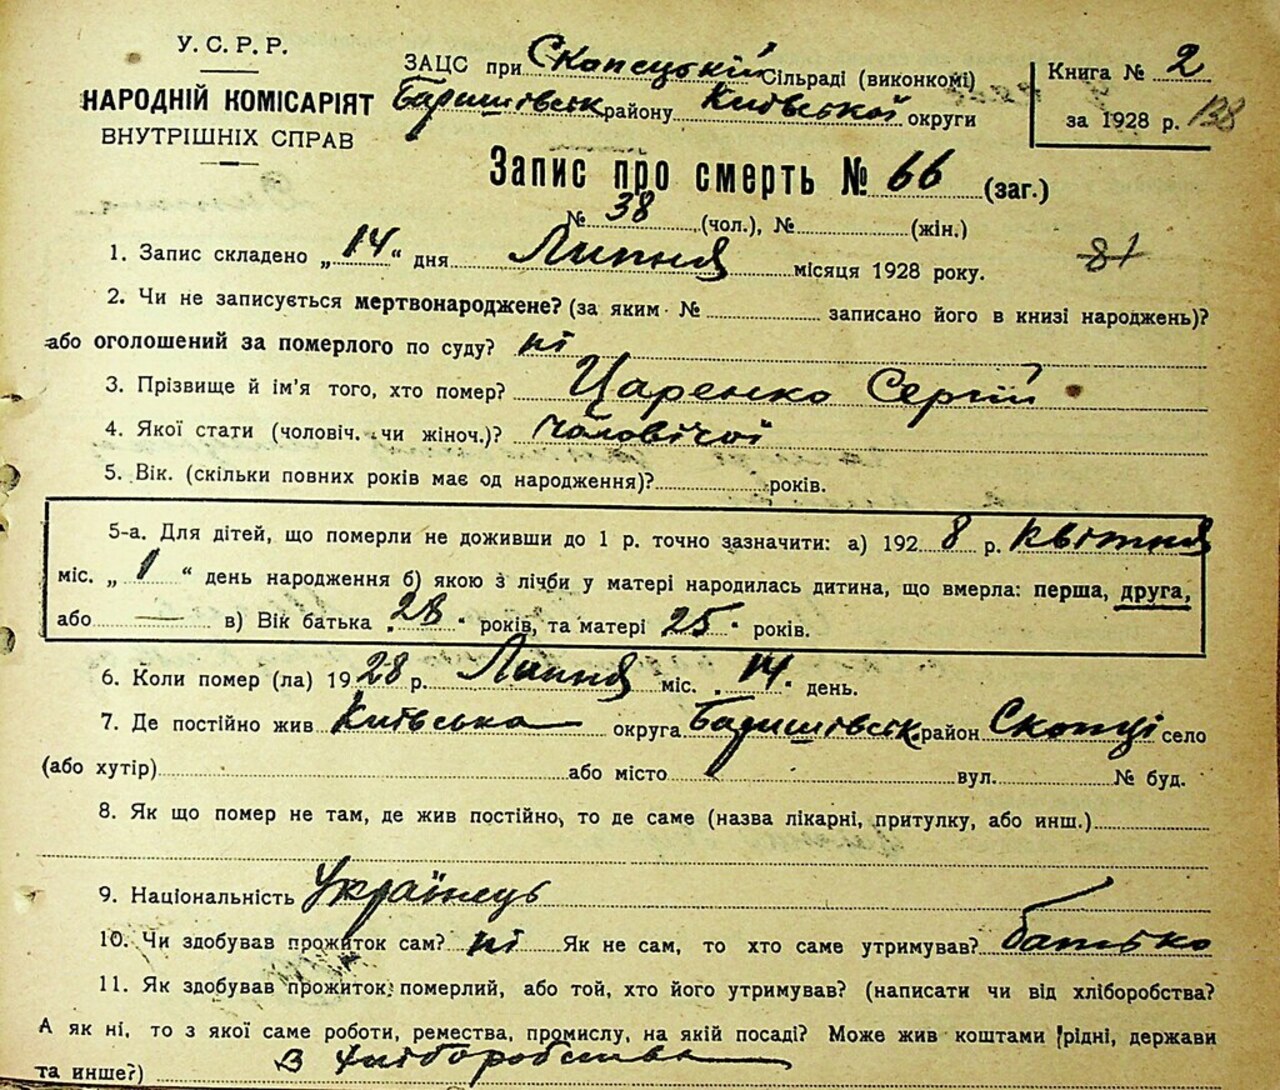 У. С. Р. Р.
НАРОДНІЙ КОМІСАРІЯТ
ВНУТРІШНІХ СПРАВ
ЗАЦС при Скопецькій Сільраді (виконкомі)
Баришівськ району Київської округи
Книга № 2
за 1928 р. 138
Запис про смерть № 66 (заг.)
№ 38 (чол.), № (жін.)
81
1. Запис складено „14“ дня Липня місяця 1928 року.
2. Чи не записується мертвонароджене? (за яким № записано його в книзі народжень)?
або оголошений за померлого по суду? ні
3. Прізвище й ім'я того, хто помер? Царенко Сергій
4. Якої стати (чоловіч. чи жіноч.)? чоловічої
5. Вік. (скільки повних років має од народження)? років.
5-а. Для дітей, що померли не доживши до 1 р. точно зазначити: а) 1928 р. Квітня
міс. „1“ день народження б) якою з лічби у матері народилась дитина, що вмерла: перша, друга,
або — в) Вік батька 28 років, та матері 25 років.
6. Коли помер (ла) 1928 р. Липня міс. 14 день.
7. Де постійно жив Київська округа Баришівськ. район Скопці село
(або хутір) або місто вул. № буд.
8. Як що помер не там, де жив постійно, то де саме (назва лікарні, притулку, або инш.)
9. Національність Українець
10. Чи здобував прожиток сам? ні Як не сам, то хто саме утримував? батько
11. Як здобував прожиток померлий, або той, хто його утримував? (написати чи від хліборобства?
А як ні, то з якої саме роботи, ремества, промислу, на якій посаді? Може жив коштами рідні, держави
та инше?) З хліборобства